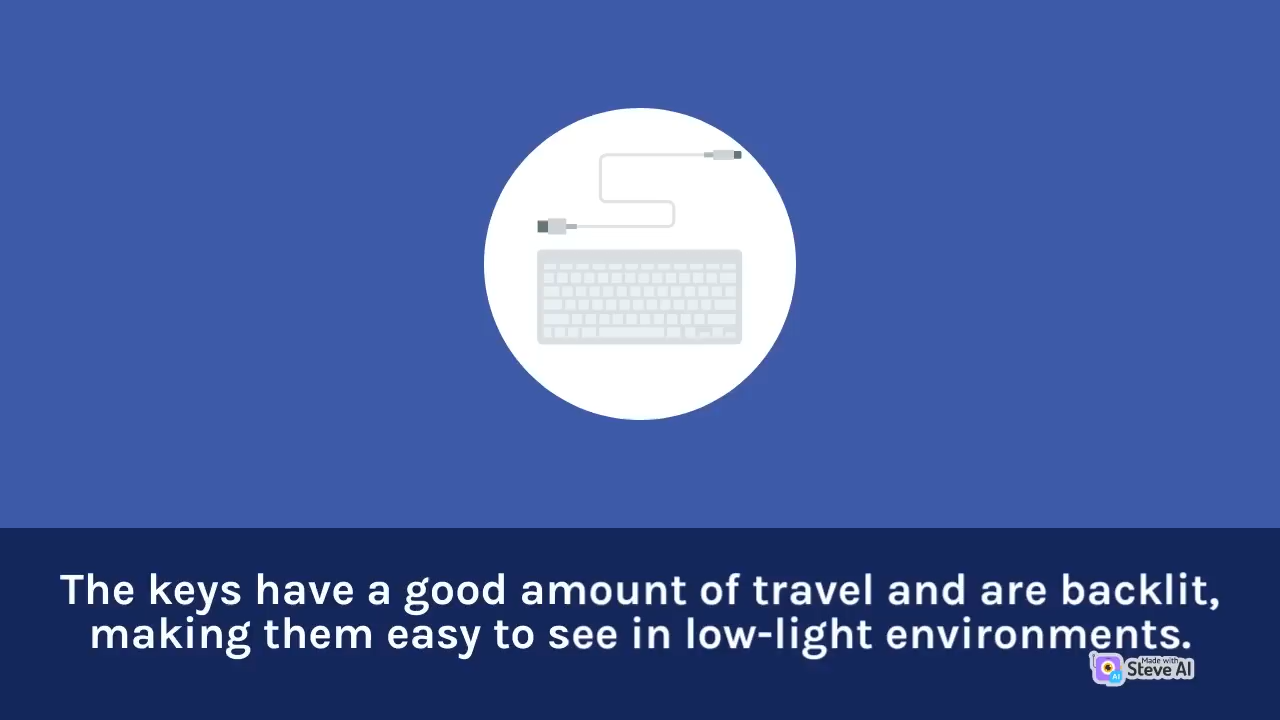 The keys have a good amount of travel and are backlit,
making them easy to see in low-light environments.
Made with
Steve AI
AI